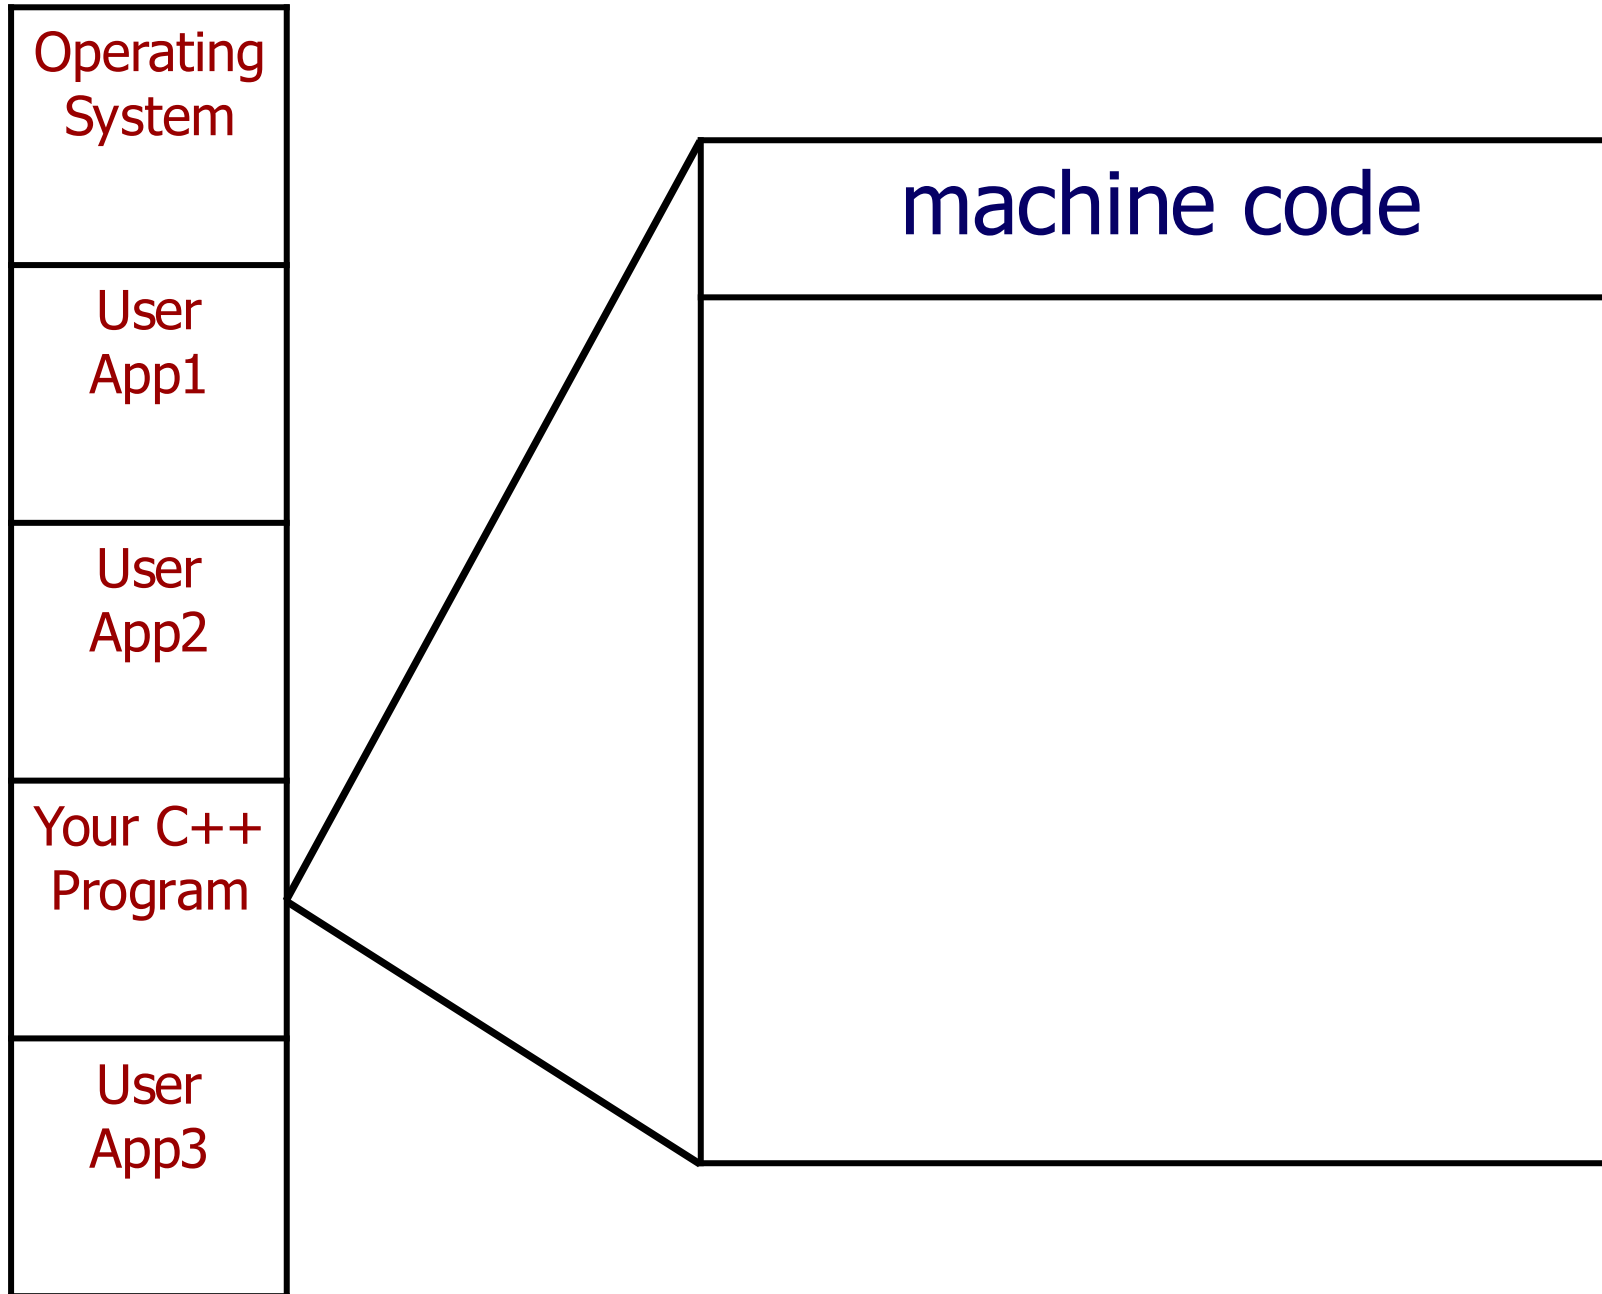 Operating
System
User
App1
User
App2
Your C++
Program
User
App3
machine code